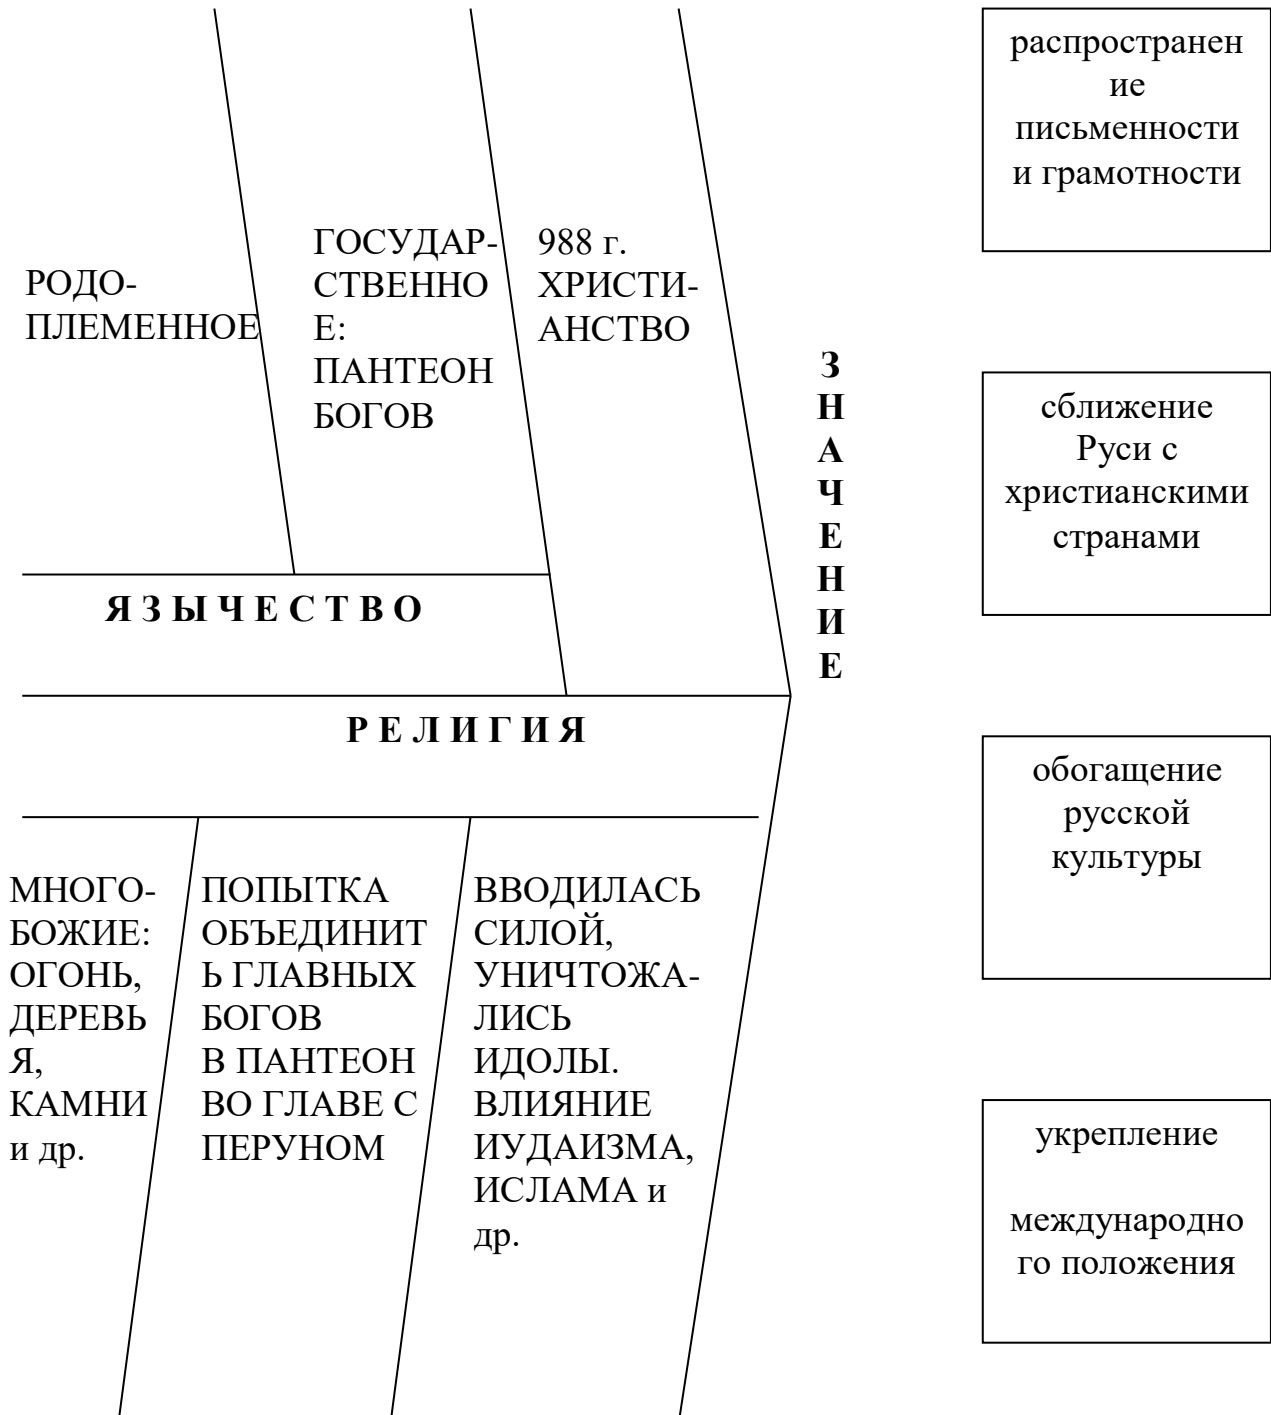 РОДО-
ПЛЕМЕННОЕ
ГОСУДАР-
СТВЕННО
Е:
ПАНТЕОН
БОГОВ
988 г.
ХРИСТИ-
АНСТВО
Я З Ы Ч Е С Т В О
Р Е Л И Г И Я
МНОГО-
БОЖИЕ:
ОГОНЬ,
ДЕРЕВЬ
Я,
КАМНИ
и др.
ПОПЫТКА
ОБЪЕДИНИТ
Ь ГЛАВНЫХ
БОГОВ
В ПАНТЕОН
ВО ГЛАВЕ С
ПЕРУНОМ
ВВОДИЛАСЬ
СИЛОЙ,
УНИЧТОЖА-
ЛИСЬ
ИДОЛЫ.
ВЛИЯНИЕ
ИУДАИЗМА,
ИСЛАМА и
др.
З
Н
А
Ч
Е
Н
И
Е
распространен
ие
письменности
и грамотности
сближение
Руси с
христианскими
странами
обогащение
русской
культуры
укрепление
международно
го положения